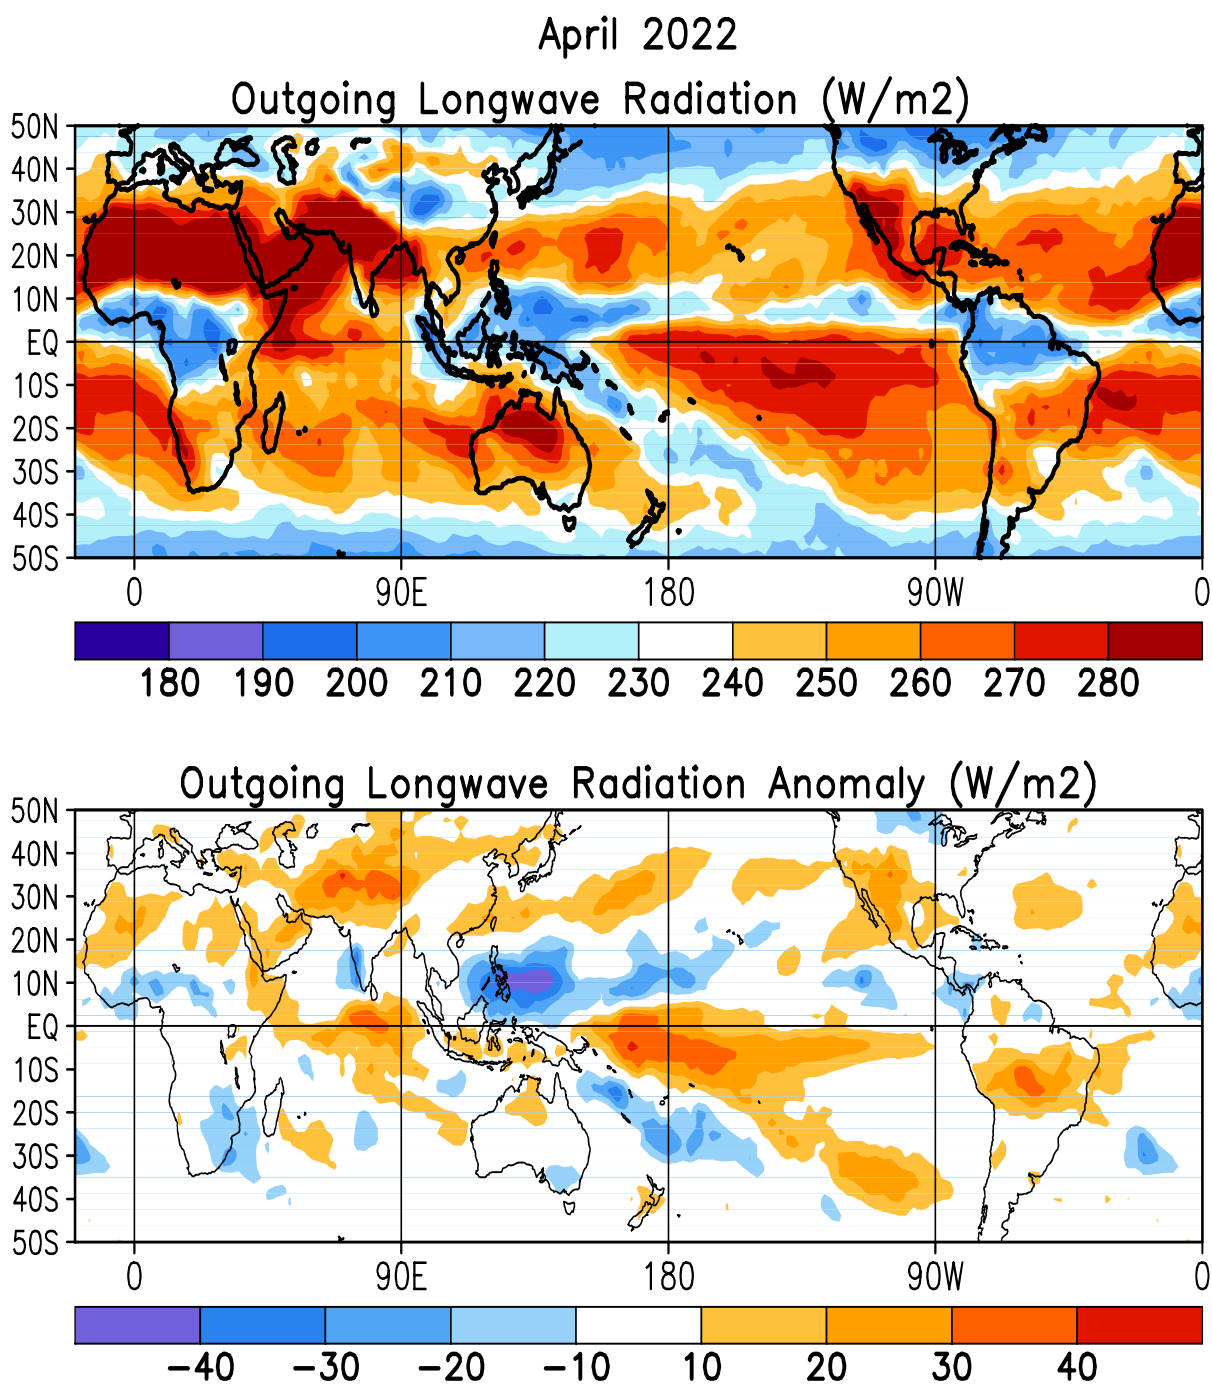 April 2022
Outgoing Longwave Radiation (W/m2)
50N
40N
30N
20N
10N
EQ
10S
20S
30S
40S
50S
0 90E 180 90W 0
180 190 200 210 220 230 240 250 260 270 280
Outgoing Longwave Radiation Anomaly (W/m2)
50N
40N
30N
20N
10N
EQ
10S
20S
30S
40S
50S
0 90E 180 90W 0
-40 -30 -20 -10 10 20 30 40